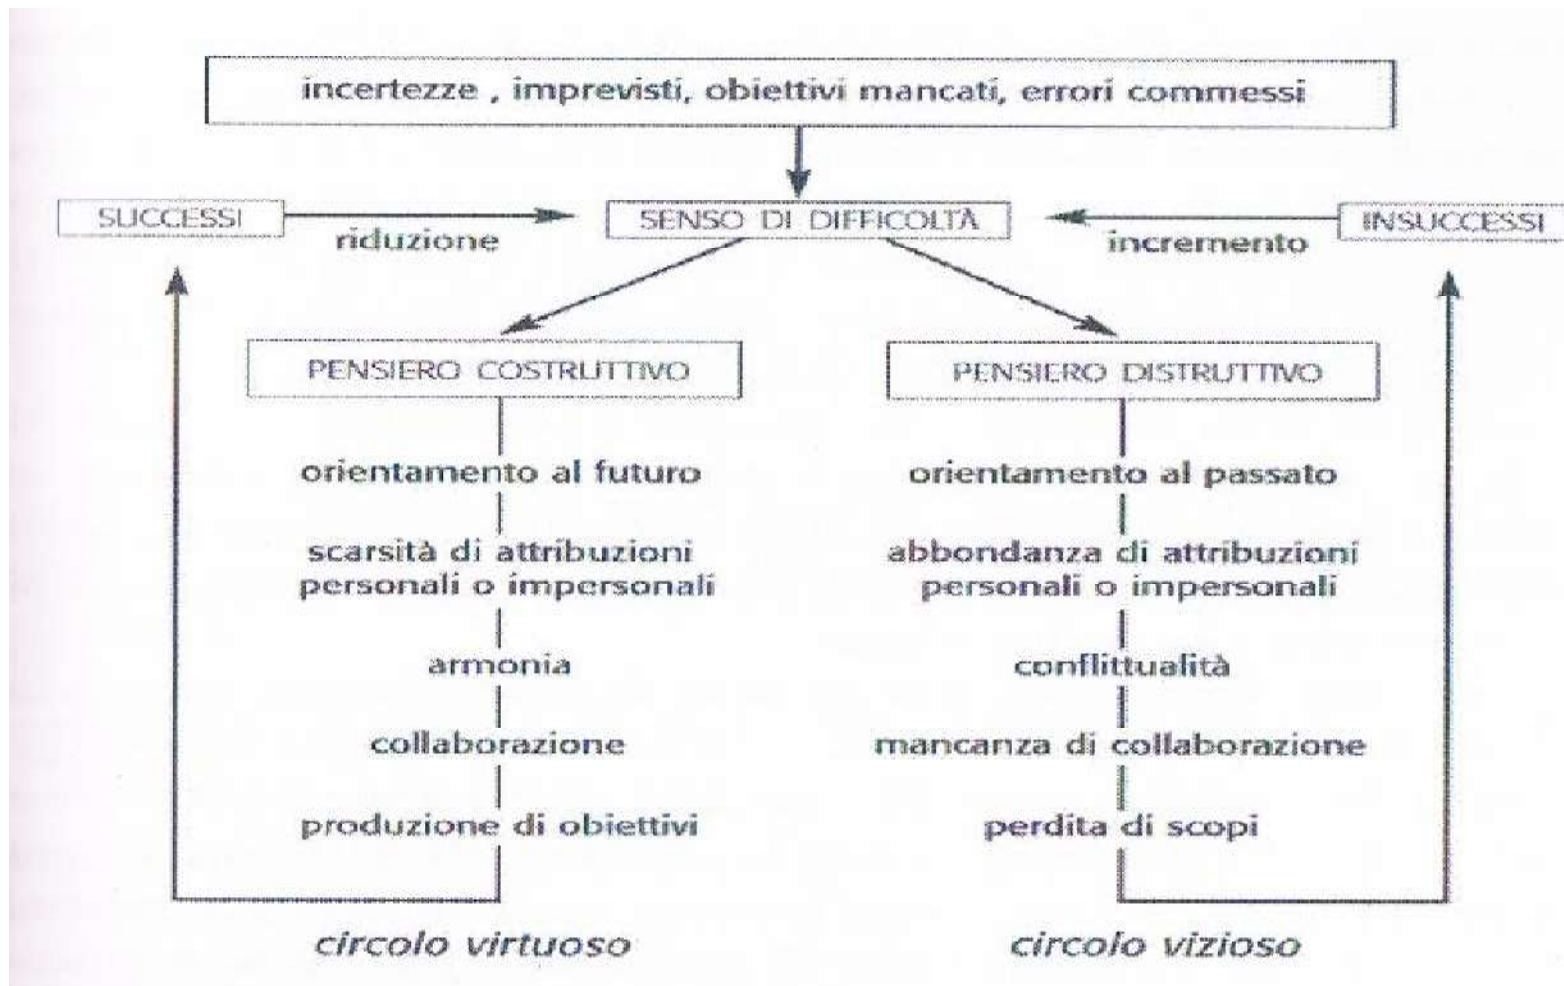 incertezze , imprevisti, obiettivi mancati, errori commessi
SUCCESSI
riduzione
SENSO DI DIFFICOLTÀ
incremento
INSUCCESSI
PENSIERO COSTRUTTIVO
orientamento al futuro
scarsità di attribuzioni
personali o impersonali
armonia
collaborazione
produzione di obiettivi
circolo virtuoso
PENSIERO DISTRUTTIVO
orientamento al passato
abbondanza di attribuzioni
personali o impersonali
conflittualità
mancanza di collaborazione
perdita di scopi
circolo vizioso